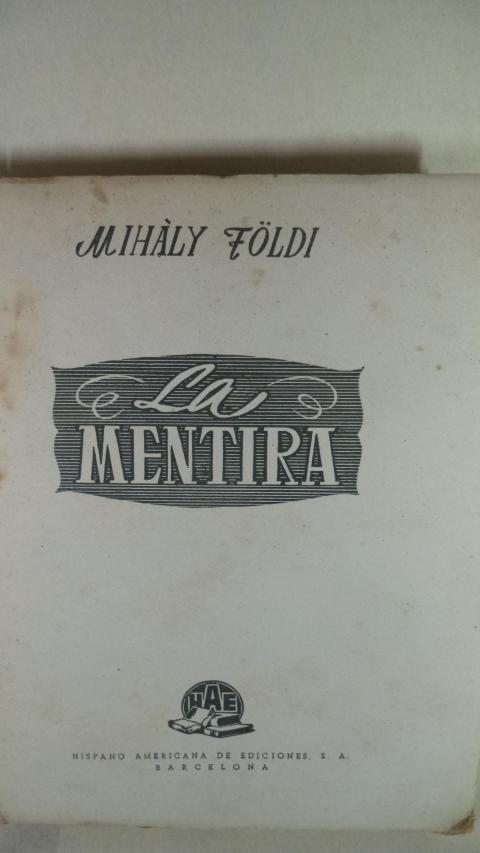 MIHÀLY FÖLDI
La
MENTIRA
HAE
HISPANO AMERICANA DE EDICIONES, S. A.
BARCELONA